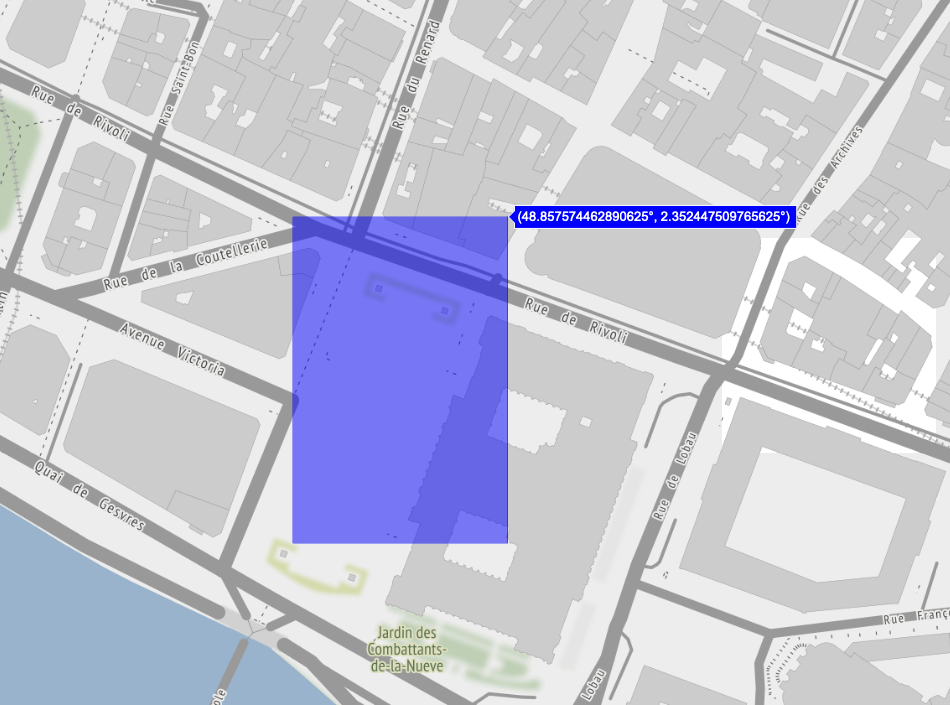 Rue du Renard
Rue Saint-Bon
Rue de Rivoli
Rue des Archives
(48.857574462890625°, 2.352447509765625°)
Rue de la Coutellerie
Rue de Rivoli
Avenue Victoria
Rue de Lobau
Quai de Gesvres
Rue Franç
Jardin des
Combattants-
de-la-Nueve
Lobau
ole